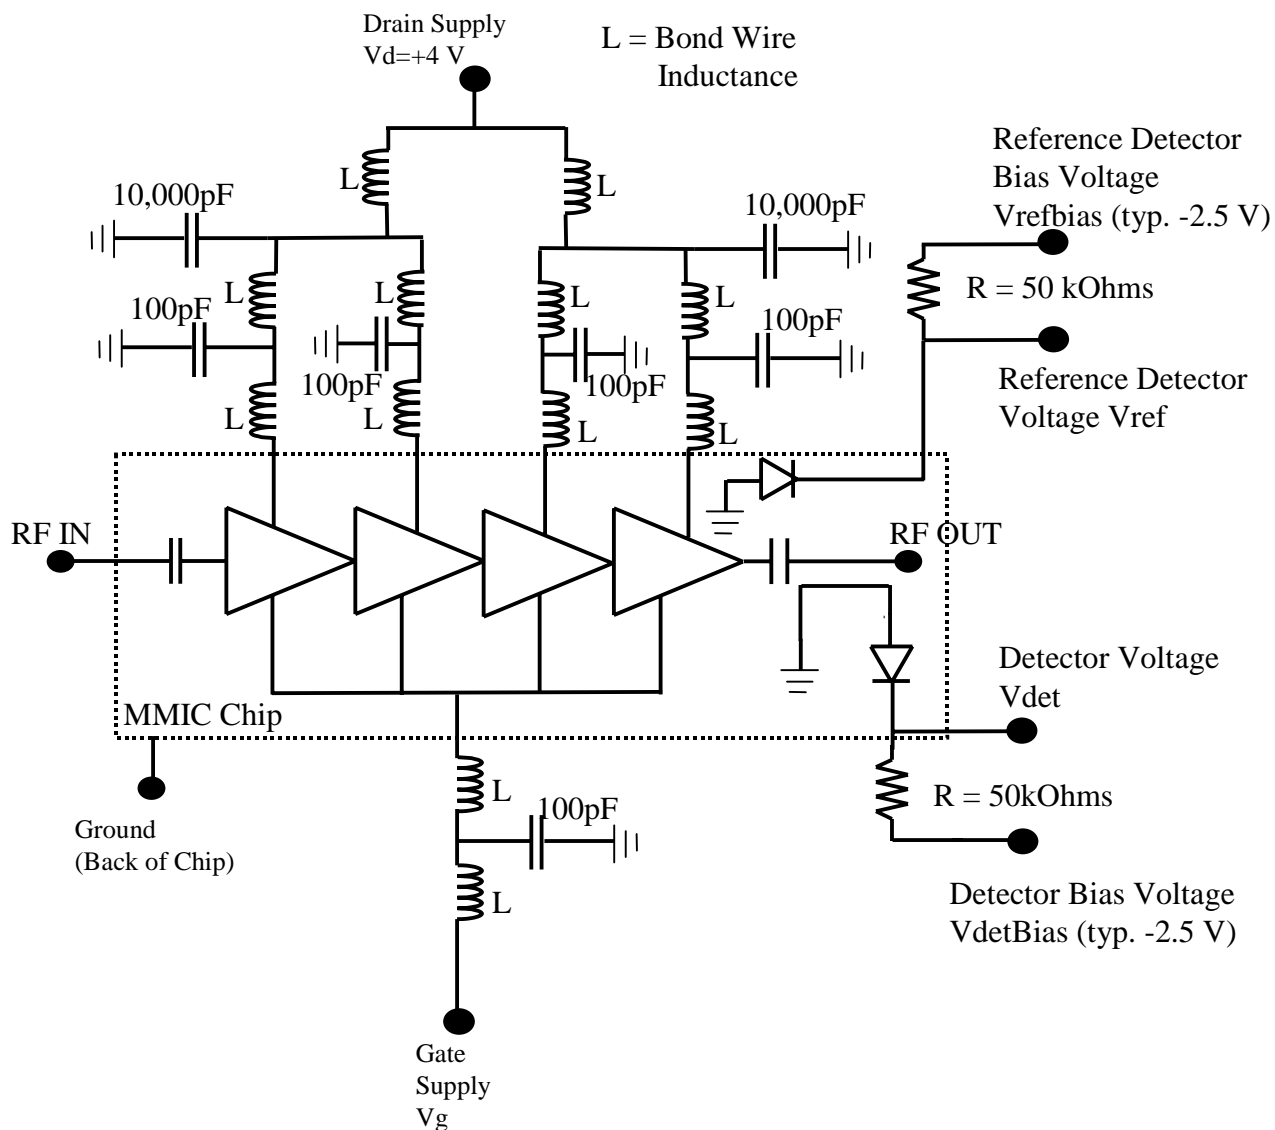 Drain Supply
Vd=+4 V
L = Bond Wire
Inductance
Reference Detector
Bias Voltage
Vrefbias (typ. -2.5 V)
L
L
10,000pF
10,000pF
R = 50 kOhms
L
L
L
L
100pF
100pF
100pF
100pF
Reference Detector
Voltage Vref
L
L
L
L
RF IN
RF OUT
Detector Voltage
Vdet
MMIC Chip
L
100pF
R = 50kOhms
Ground
(Back of Chip)
L
Detector Bias Voltage
VdetBias (typ. -2.5 V)
Gate
Supply
Vg